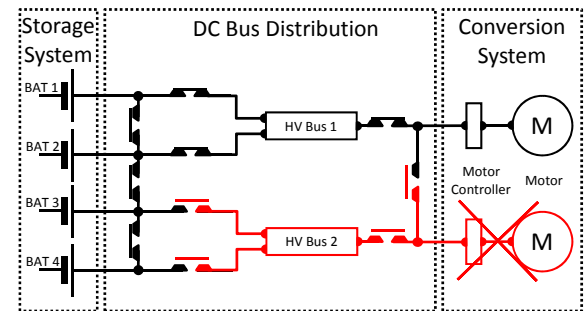 Storage
System
DC Bus Distribution
Conversion
System
BAT 1
BAT 2
BAT 3
BAT 4
HV Bus 1
HV Bus 2
M
Motor
Controller
Motor
M